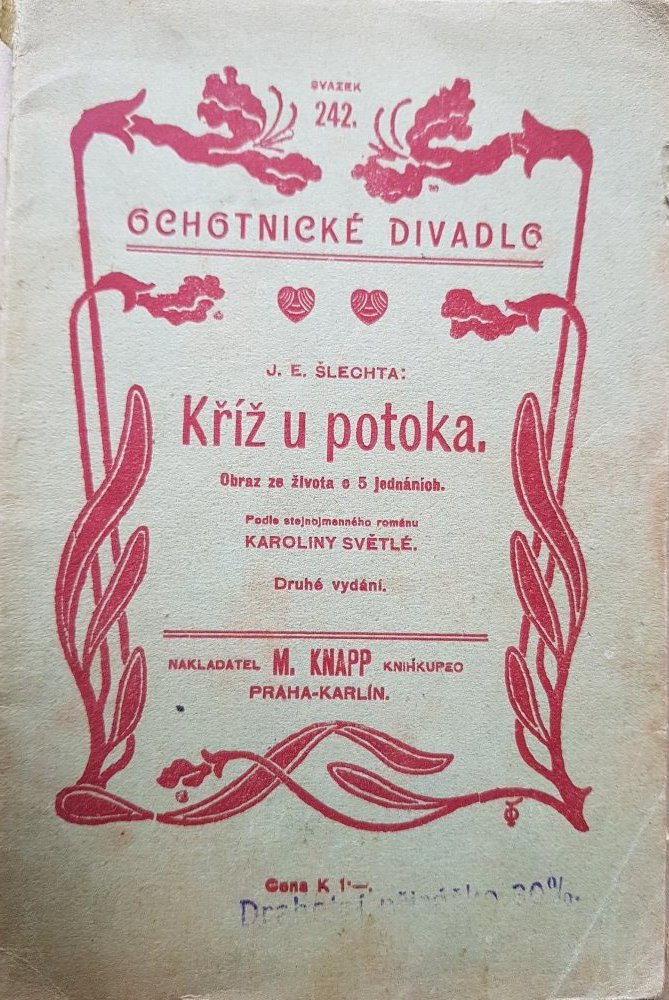 SVAZEK
242.
OCHOTNICKÉ DIVADLO
J. E. ŠLECHTA:
Kříž u potoka.
Obraz ze života o 5 jednáních.
Podle stejnojmenného románu
KAROLINY SVĚTLÉ.
Druhé vydání.
NAKLADATEL M. KNAPP KNIHKUPEC
PRAHA-KARLÍN.
Cena K 1·—.
30%.